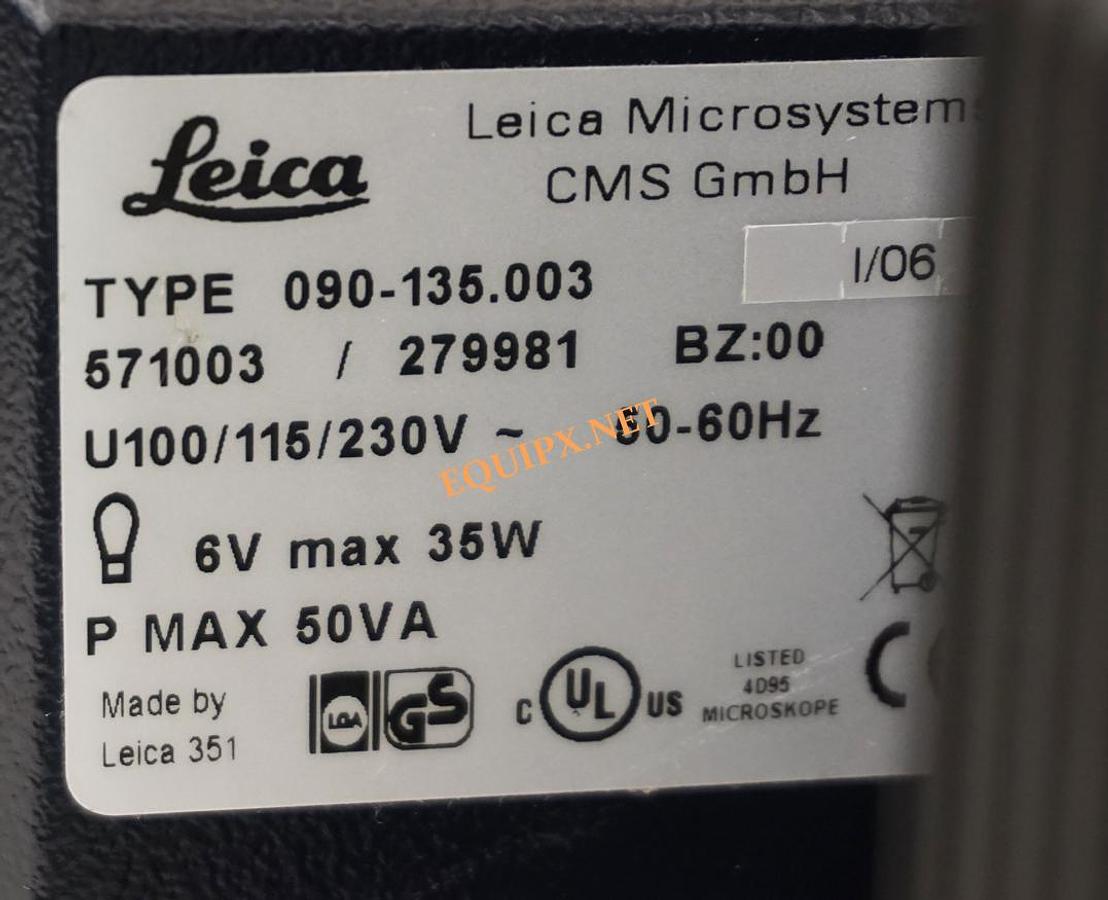 Leica
Leica Microsystems
CMS GmbH
I/06
TYPE 090-135.003
571003 / 279981 BZ:00
U100/115/230V ~ 50-60Hz
EQUIPX.NET
6V max 35W
P MAX 50VA
Made by
Leica 351
LGA
GS
C UL US
LISTED
4D95
MICROSKOPE